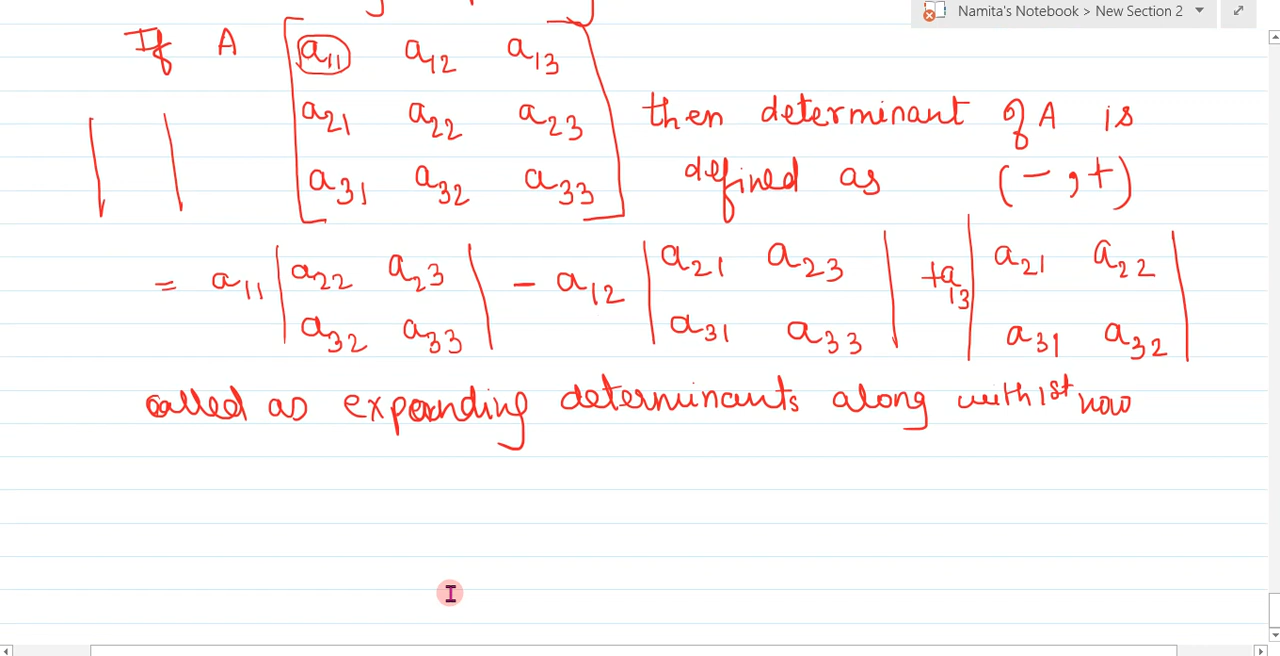 Namita's Notebook > New Section 2
If A [a11 a12 a13
a21 a22 a23
a31 a32 a33] then determinant of A is
defined as (-, +)
= a11 |a22 a23 - a12 |a21 a23 +a13 |a21 a22
a32 a33| a31 a33| a31 a32|
called as expanding determinants along with 1st row